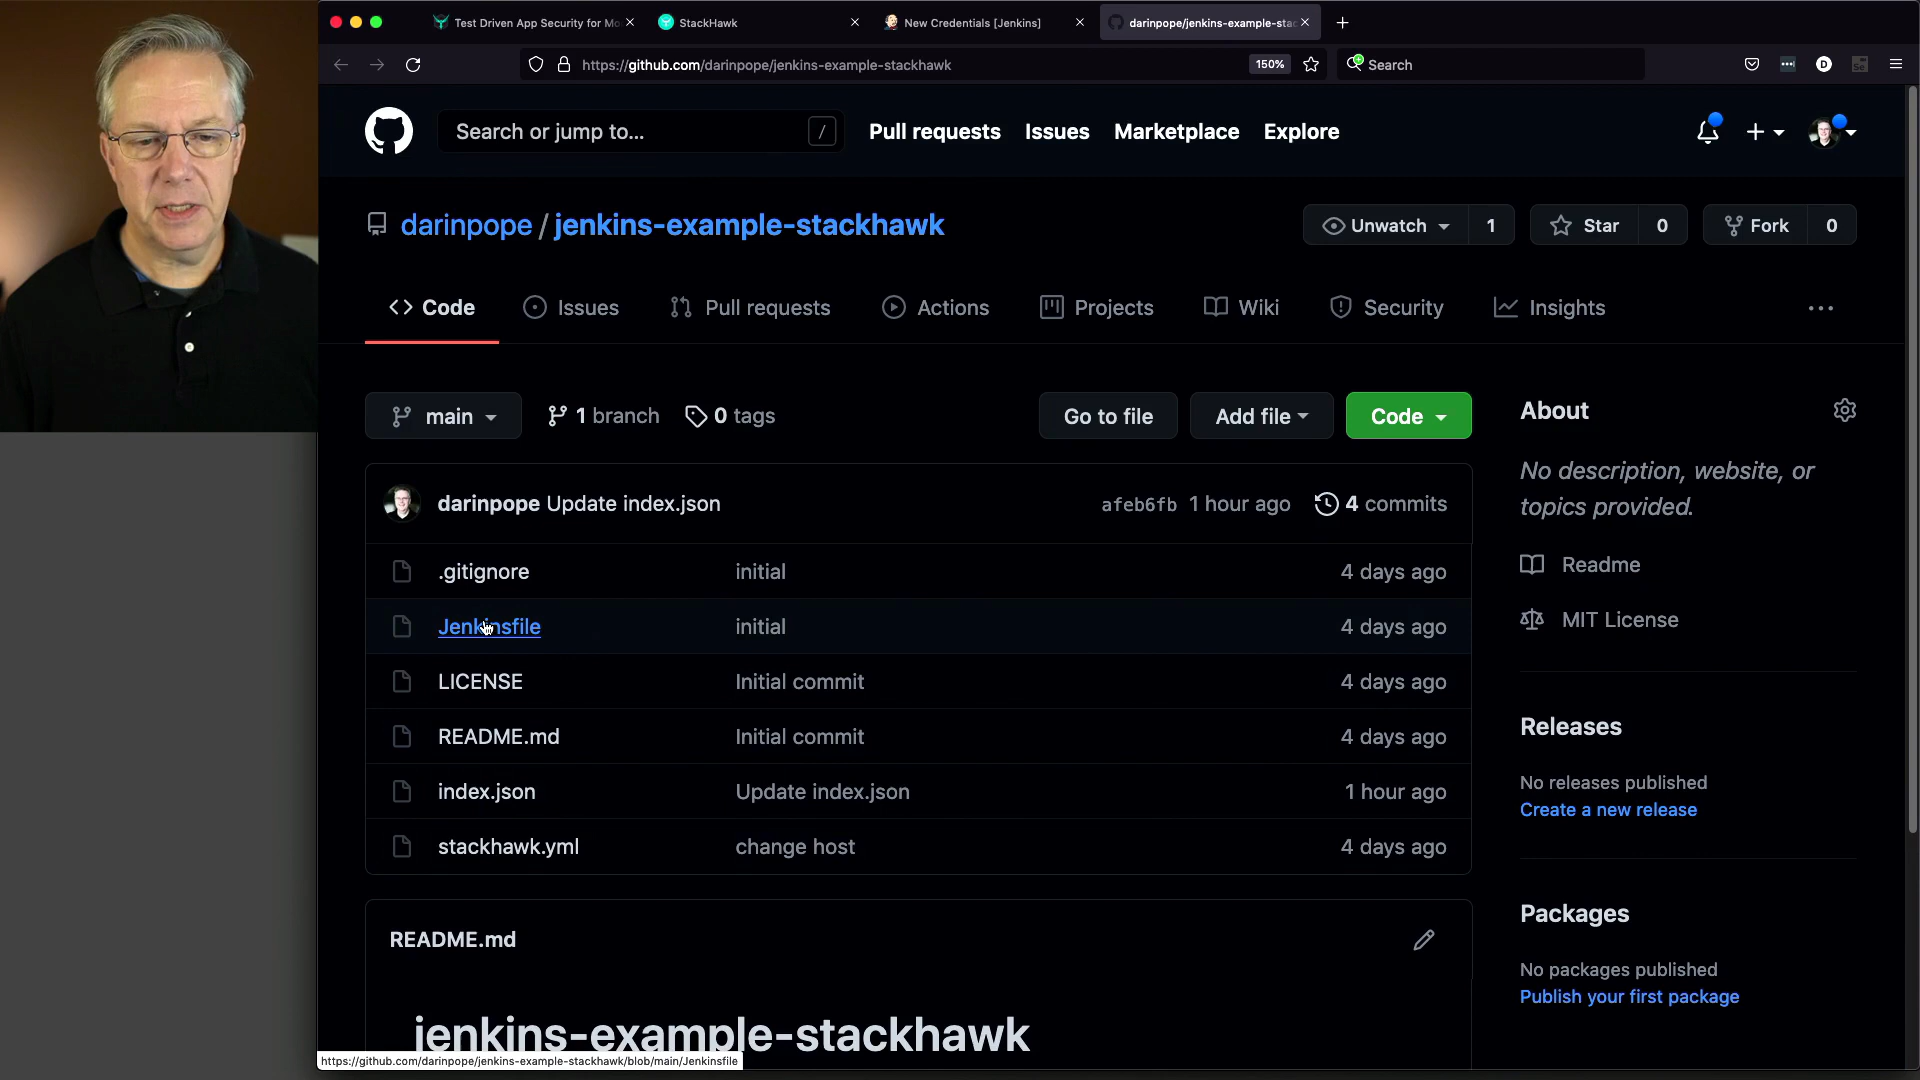 Test Driven App Security for Mo
StackHawk
New Credentials [Jenkins]
darinpope/jenkins-example-stac
https://github.com/darinpope/jenkins-example-stackhawk
150%
Search
D
Search or jump to...
/
Pull requests
Issues
Marketplace
Explore
darinpope / jenkins-example-stackhawk
Unwatch
1
Star
0
Fork
0
Code
Issues
Pull requests
Actions
Projects
Wiki
Security
Insights
main
1 branch
0 tags
Go to file
Add file
Code
About
No description, website, or
topics provided.
Readme
MIT License
darinpope Update index.json
afeb6fb 1 hour ago
4 commits
.gitignore
initial
4 days ago
Jenkinsfile
initial
4 days ago
LICENSE
Initial commit
4 days ago
README.md
Initial commit
4 days ago
index.json
Update index.json
1 hour ago
stackhawk.yml
change host
4 days ago
Releases
No releases published
Create a new release
Packages
No packages published
Publish your first package
README.md
jenkins-example-stackhawk
https://github.com/darinpope/jenkins-example-stackhawk/blob/main/Jenkinsfile